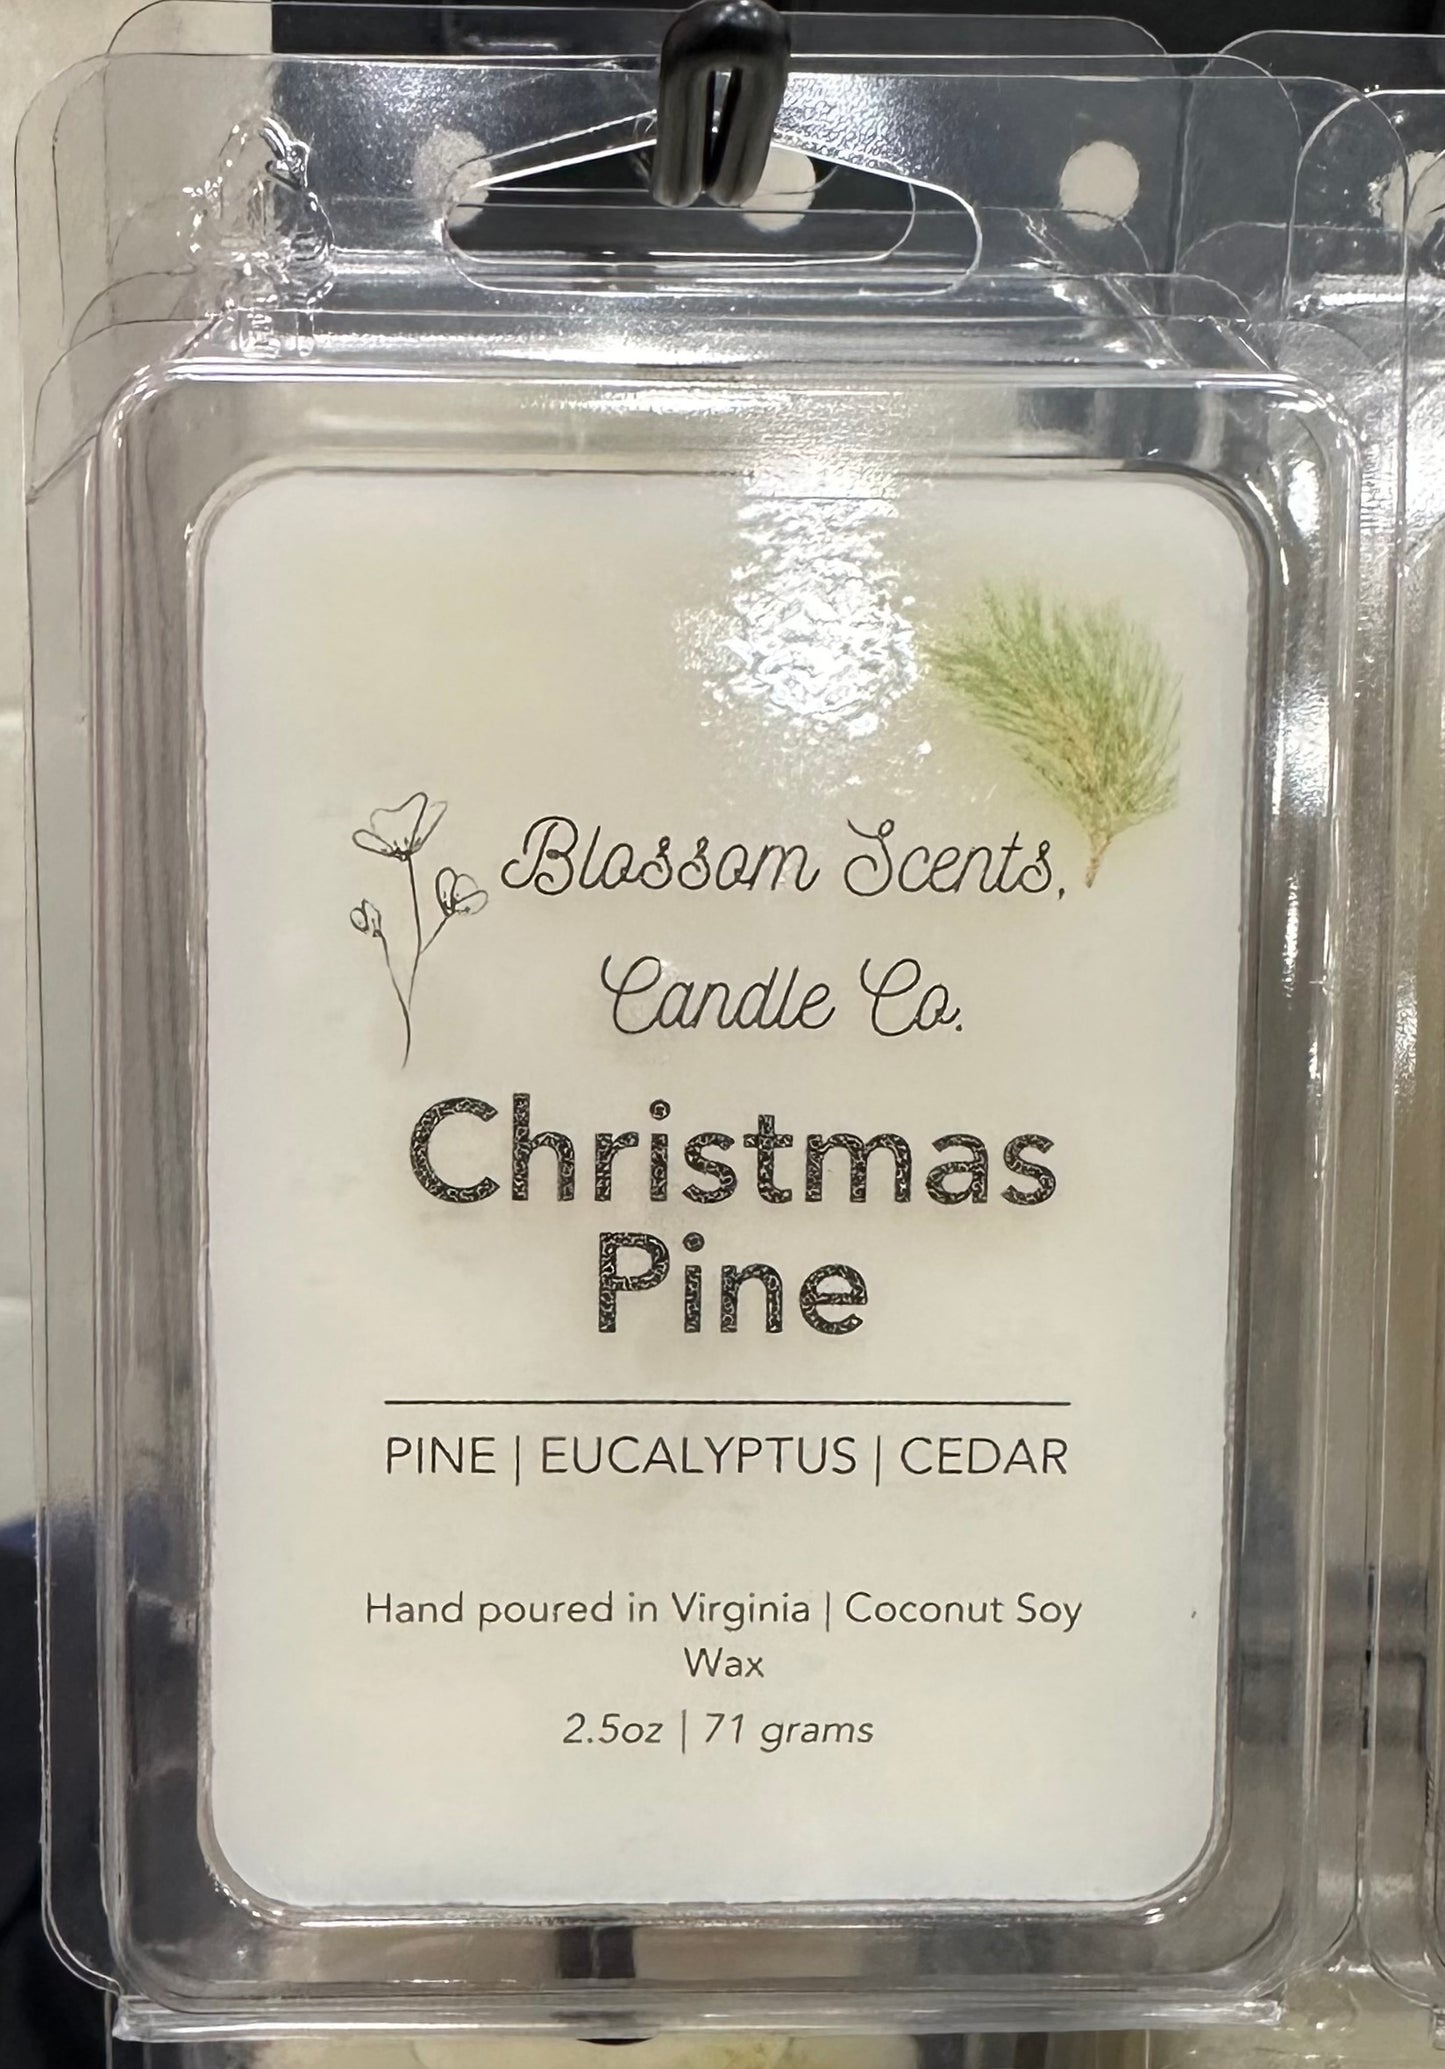 Blossom Scents,
Candle Co.
Christmas
Pine
PINE | EUCALYPTUS | CEDAR
Hand poured in Virginia | Coconut Soy
Wax
2.5oz | 71 grams